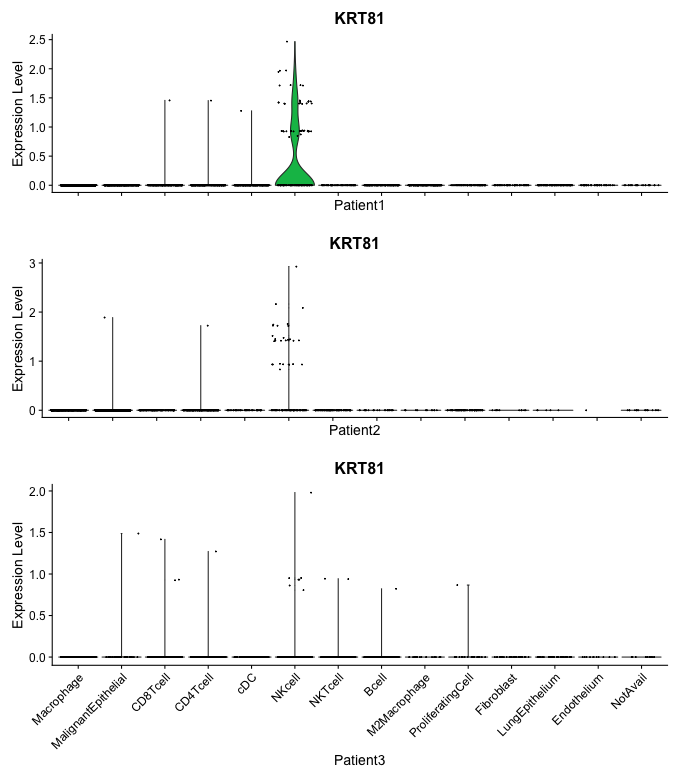 KRT81
Expression Level
2.5
2.0
1.5
1.0
0.5
0.0
Patient1
KRT81
Expression Level
3
2
1
0
Patient2
KRT81
Expression Level
2.0
1.5
1.0
0.5
0.0
Macrophage
MalignantEpithelial
CD8Tcell
CD4Tcell
cDC
NKcell
NKTcell
Bcell
M2Macrophage
ProliferatingCell
Fibroblast
LungEpithelium
Endothelium
NotAvail
Patient3